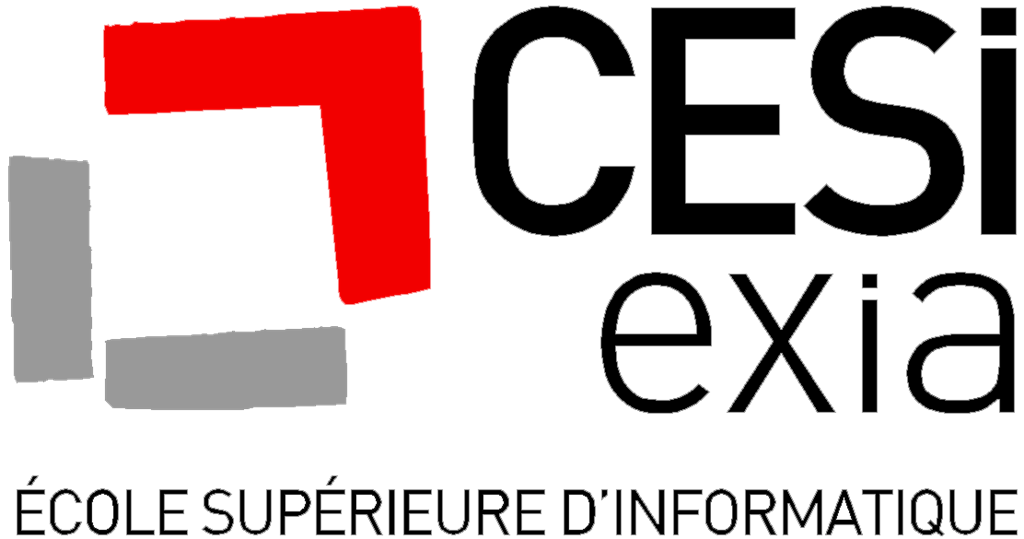 CESi
exia
ÉCOLE SUPÉRIEURE D'INFORMATIQUE